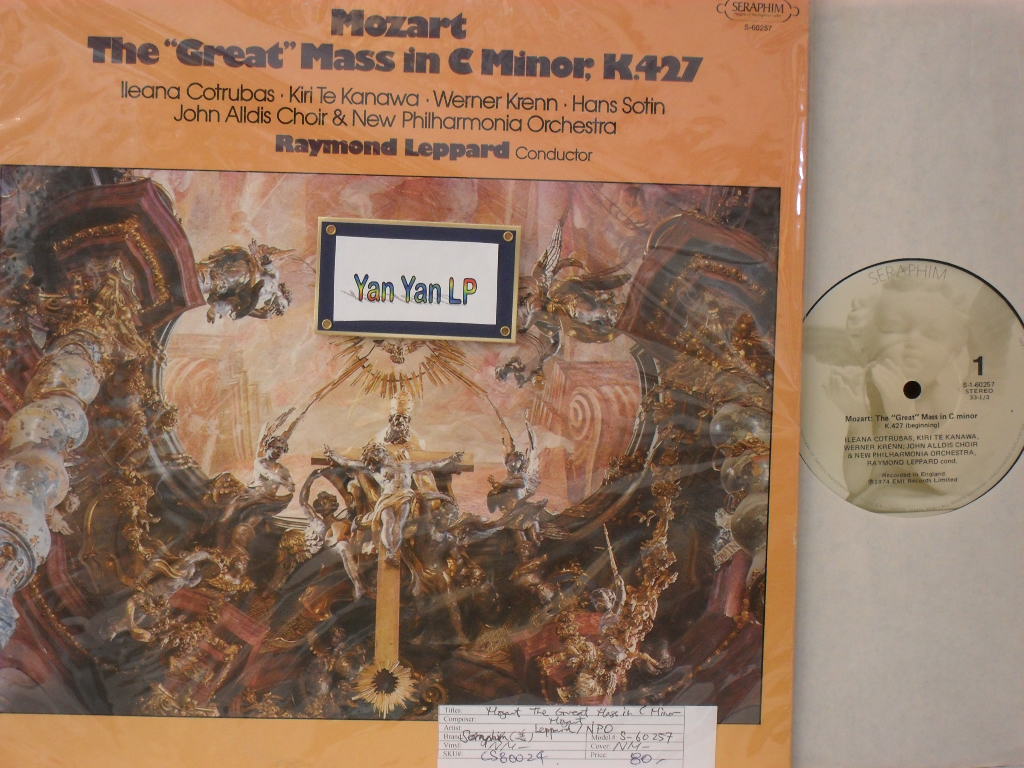 Mozart
The "Great" Mass in C Minor, K.427
Ileana Cotrubas · Kiri Te Kanawa · Werner Krenn · Hans Sotin
John Alldis Choir & New Philharmonia Orchestra
Raymond Leppard Conductor
SERAPHIM
S-60257
Yan Yan LP
SERAPHIM
1
S-1-60257
STEREO
33-1/3
Mozart: The "Great" Mass in C minor
K.427 (beginning)
ILEANA COTRUBAS, KIRI TE KANAWA,
WERNER KRENN; JOHN ALLDIS CHOIR
& NEW PHILHARMONIA ORCHESTRA,
RAYMOND LEPPARD cond.
Recorded in England
℗1974 EMI Records Limited
Title: Mozart The Great Mass in C Minor
Composer: Mozart
Artist: Leppard / NPO
Brand: Seraphim Model# S-60257
Vinyl: NM- Cover: NM-
SKU#: CS80024 Price: 80.-